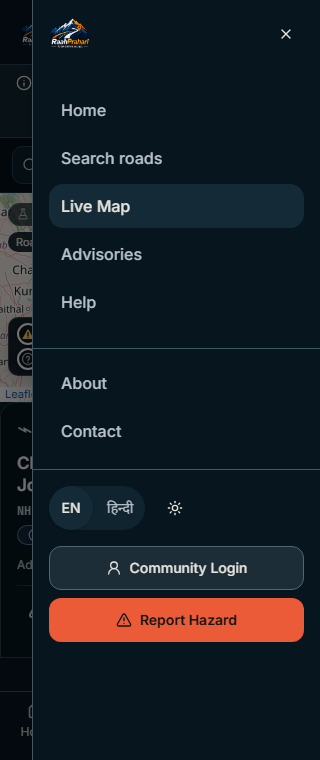 RaahPrahari
Home
Search roads
Live Map
Advisories
Help
About
Contact
EN
हिन्दी
Community Login
Report Hazard